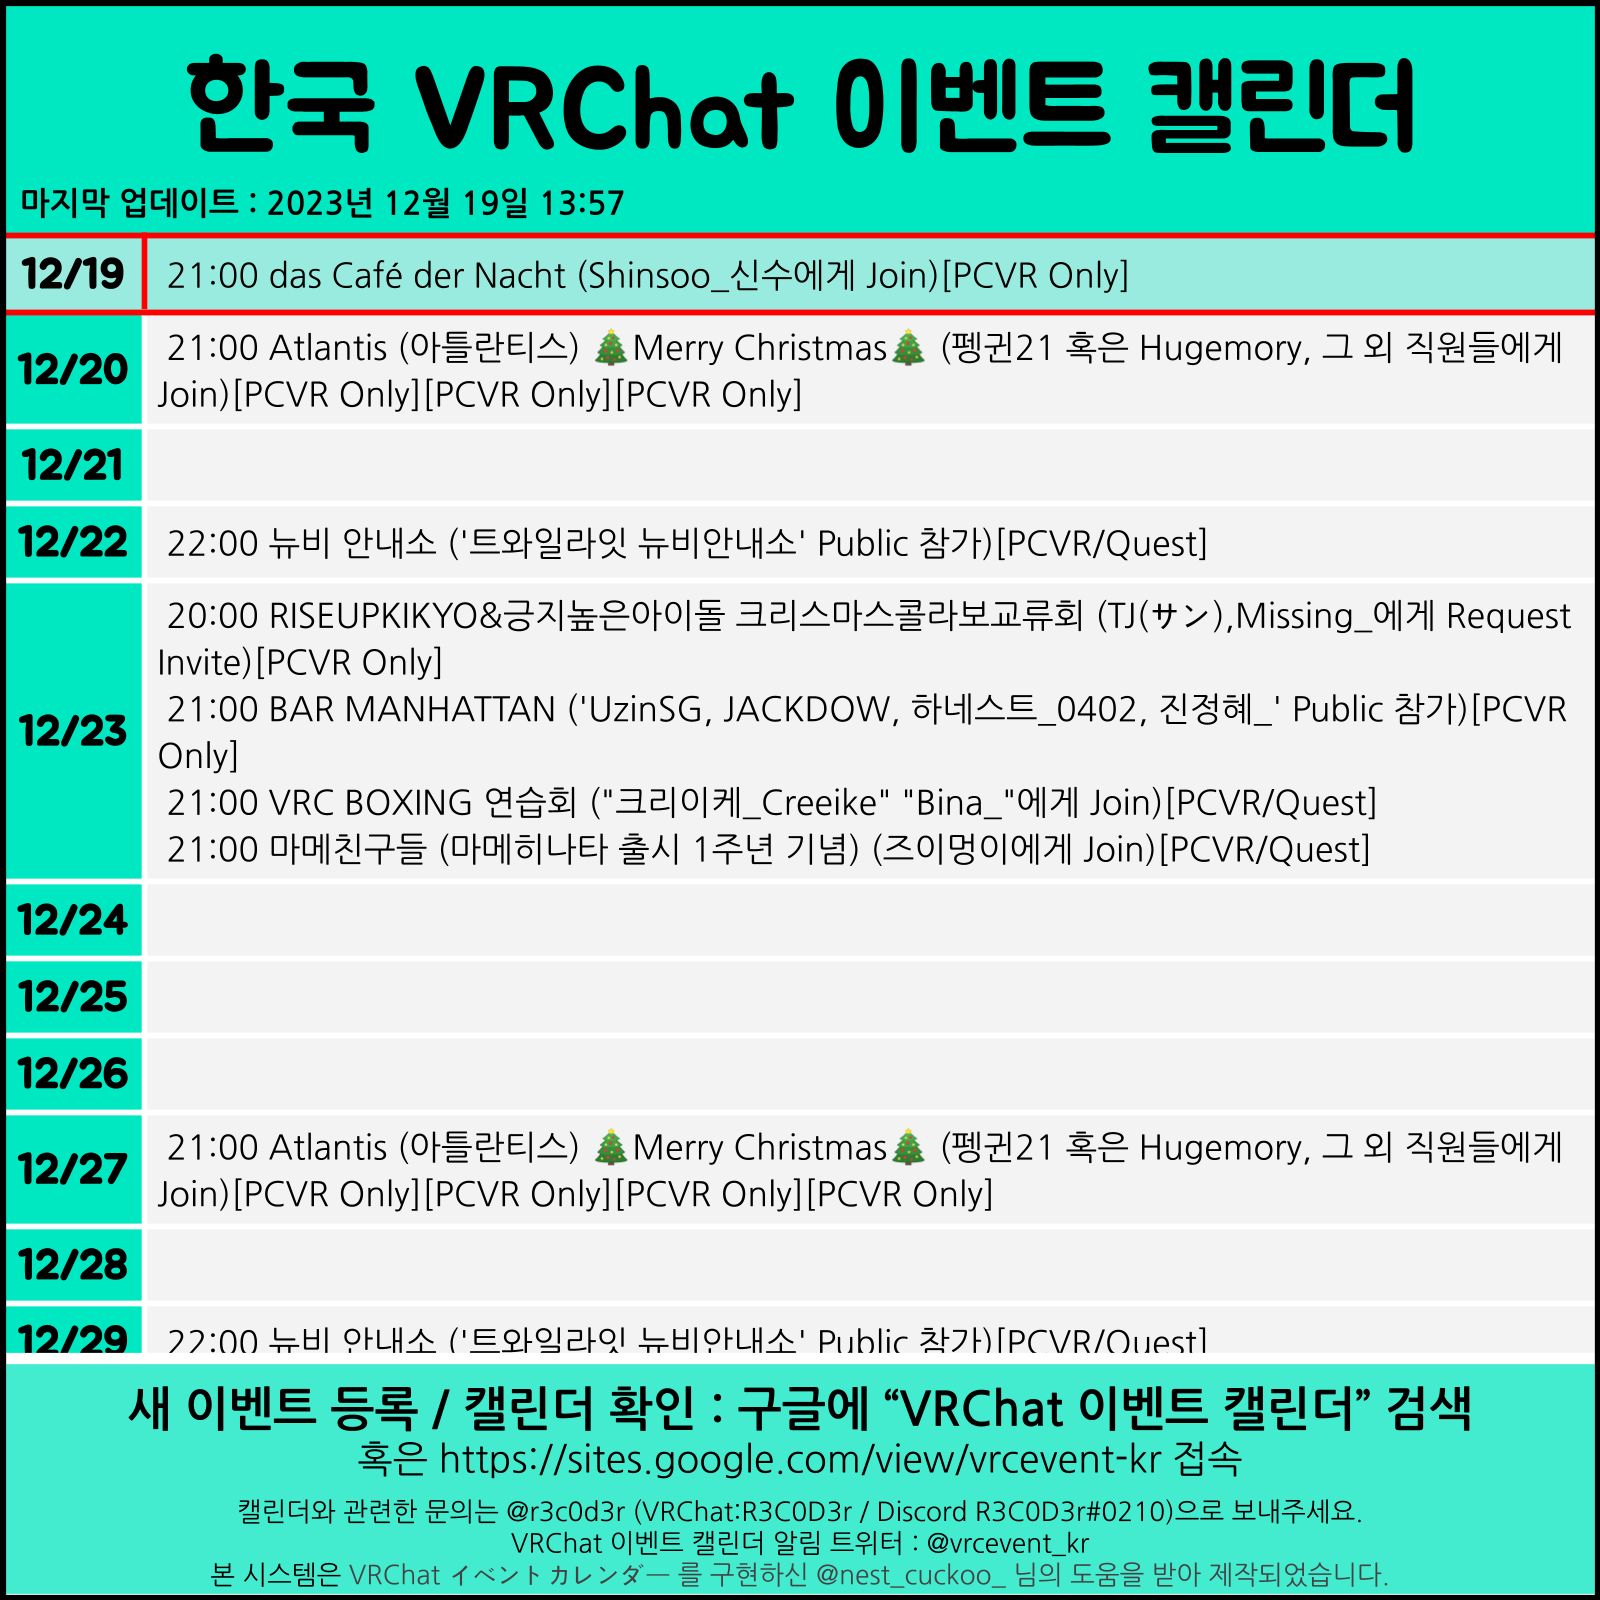 한국 VRChat 이벤트 캘린더
마지막 업데이트 : 2023년 12월 19일 13:57
12/19
21:00 das Café der Nacht (Shinsoo_신수에게 Join)[PCVR Only]
12/20
21:00 Atlantis (아틀란티스) 🎄Merry Christmas🎄 (펭귄21 혹은 Hugemory, 그 외 직원들에게
Join)[PCVR Only][PCVR Only][PCVR Only]
12/21
12/22
22:00 뉴비 안내소 ('트와일라잇 뉴비안내소' Public 참가)[PCVR/Quest]
12/23
20:00 RISEUPKIKYO&긍지높은아이돌 크리스마스콜라보교류회 (TJ(サン),Missing_에게 Request
Invite)[PCVR Only]
21:00 BAR MANHATTAN ('UzinSG, JACKDOW, 하네스트_0402, 진정혜_' Public 참가)[PCVR
Only]
21:00 VRC BOXING 연습회 ("크리이케_Creeike" "Bina_"에게 Join)[PCVR/Quest]
21:00 마메친구들 (마메히나타 출시 1주년 기념) (즈이멍이에게 Join)[PCVR/Quest]
12/24
12/25
12/26
12/27
21:00 Atlantis (아틀란티스) 🎄Merry Christmas🎄 (펭귄21 혹은 Hugemory, 그 외 직원들에게
Join)[PCVR Only][PCVR Only][PCVR Only][PCVR Only]
12/28
12/29
22:00 뉴비 안내소 ('트와일라잇 뉴비안내소' Public 참가)[PCVR/Quest]
새 이벤트 등록 / 캘린더 확인 : 구글에 “VRChat 이벤트 캘린더” 검색
혹은 https://sites.google.com/view/vrcevent-kr 접속
캘린더와 관련한 문의는 @r3c0d3r (VRChat:R3C0D3r / Discord R3C0D3r#0210)으로 보내주세요.
VRChat 이벤트 캘린더 알림 트위터 : @vrcevent_kr
본 시스템은 VRChat イベントカレンダー 를 구현하신 @nest_cuckoo_ 님의 도움을 받아 제작되었습니다.